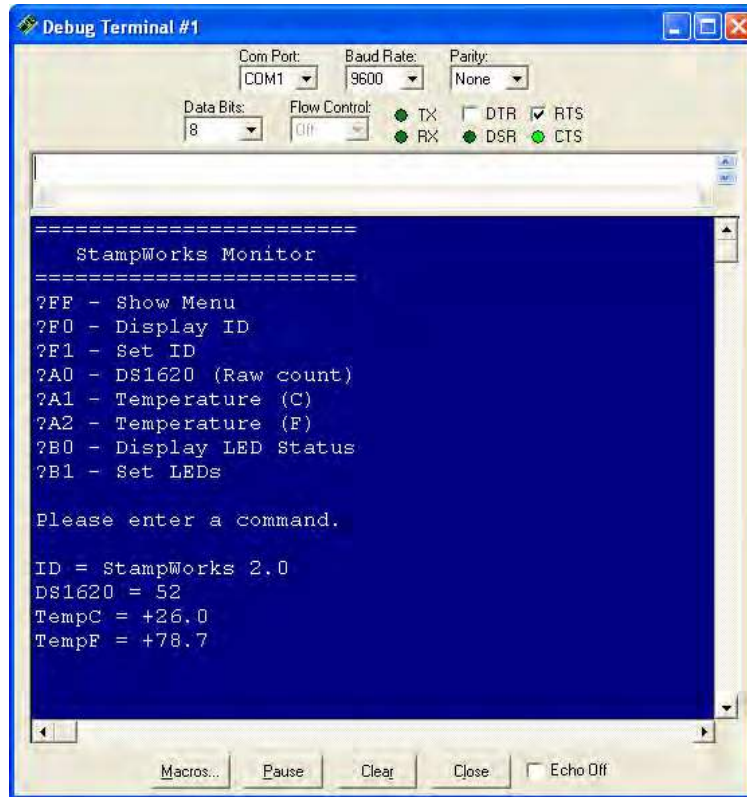 Debug Terminal #1
Com Port: Baud Rate: Parity:
COM1 9600 None
Data Bits: Flow Control: TX DTR RTS
8 Off RX DSR CTS
=========================
StampWorks Monitor
=========================
?FF - Show Menu
?F0 - Display ID
?F1 - Set ID
?A0 - DS1620 (Raw count)
?A1 - Temperature (C)
?A2 - Temperature (F)
?B0 - Display LED Status
?B1 - Set LEDs
Please enter a command.
ID = StampWorks 2.0
DS1620 = 52
TempC = +26.0
TempF = +78.7
Macros... Pause Clear Close Echo Off